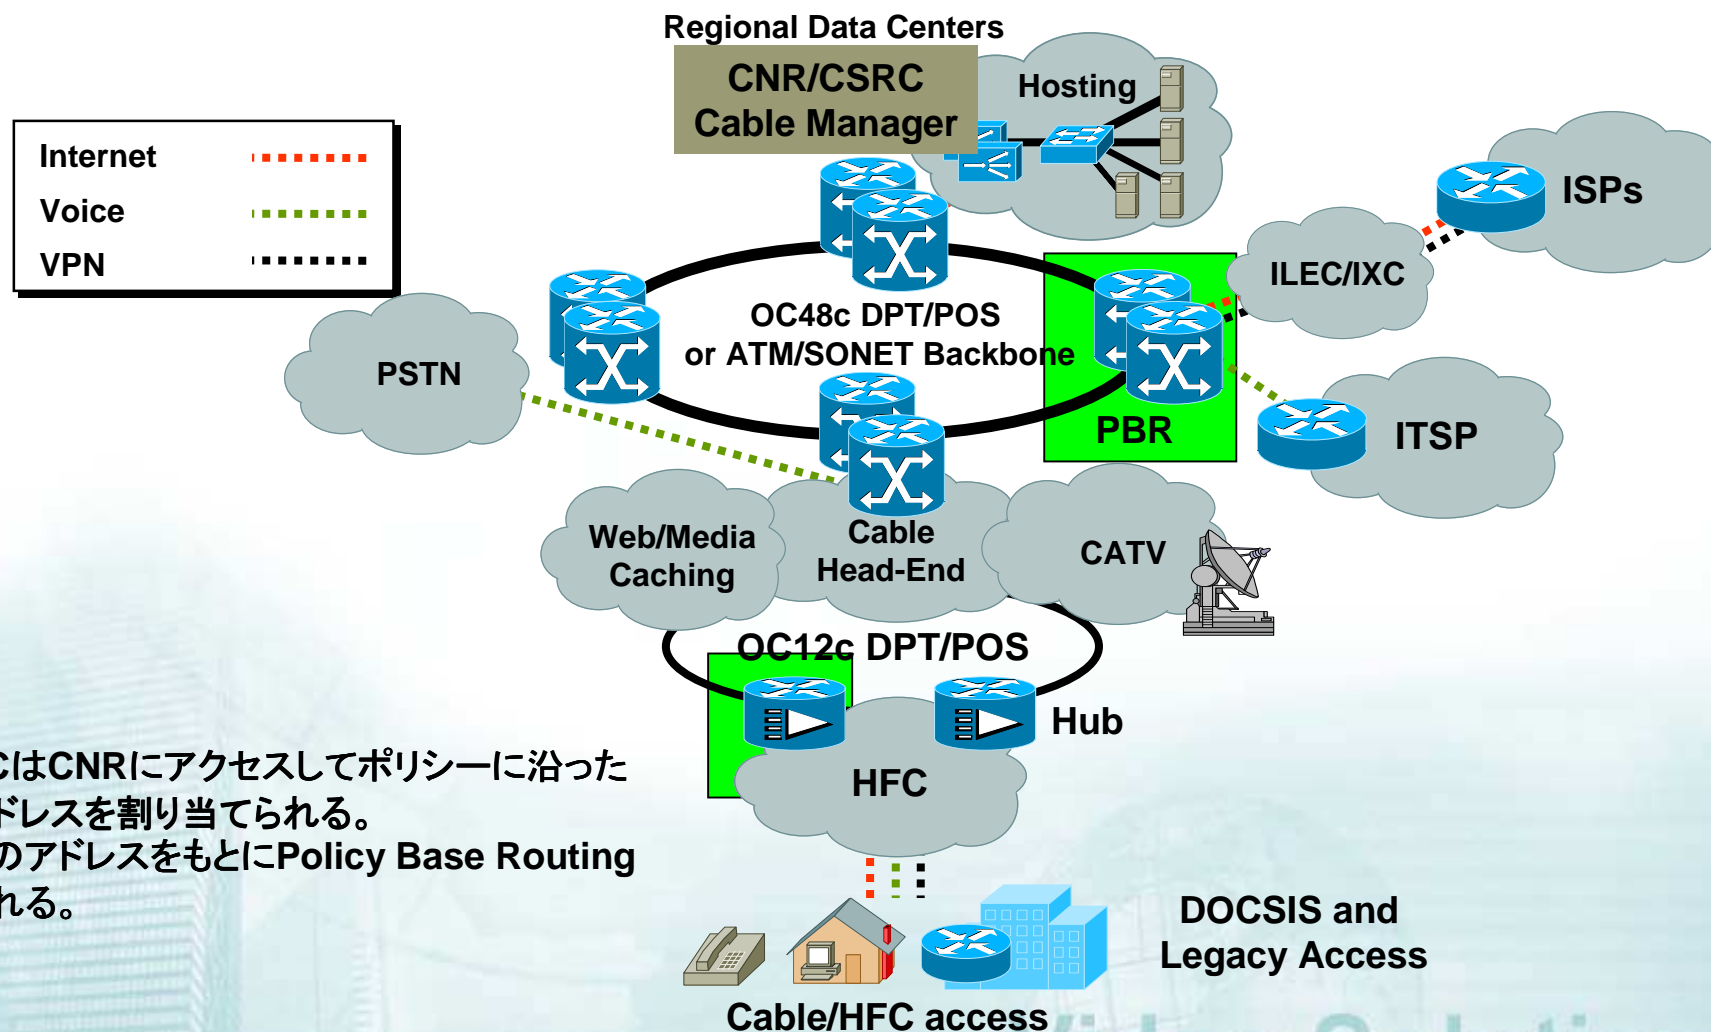 Regional Data Centers
CNR/CSRC
Cable Manager
Hosting
Internet
Voice
VPN
ISPs
ILEC/IXC
OC48c DPT/POS
or ATM/SONET Backbone
PSTN
PBR
ITSP
Web/Media
Caching
Cable
Head-End
CATV
OC12c DPT/POS
Hub
HFC
CはCNRにアクセスしてポリシーに沿った
ドレスを割り当てられる。
のアドレスをもとにPolicy Base Routing
れる。
DOCSIS and
Legacy Access
Cable/HFC access